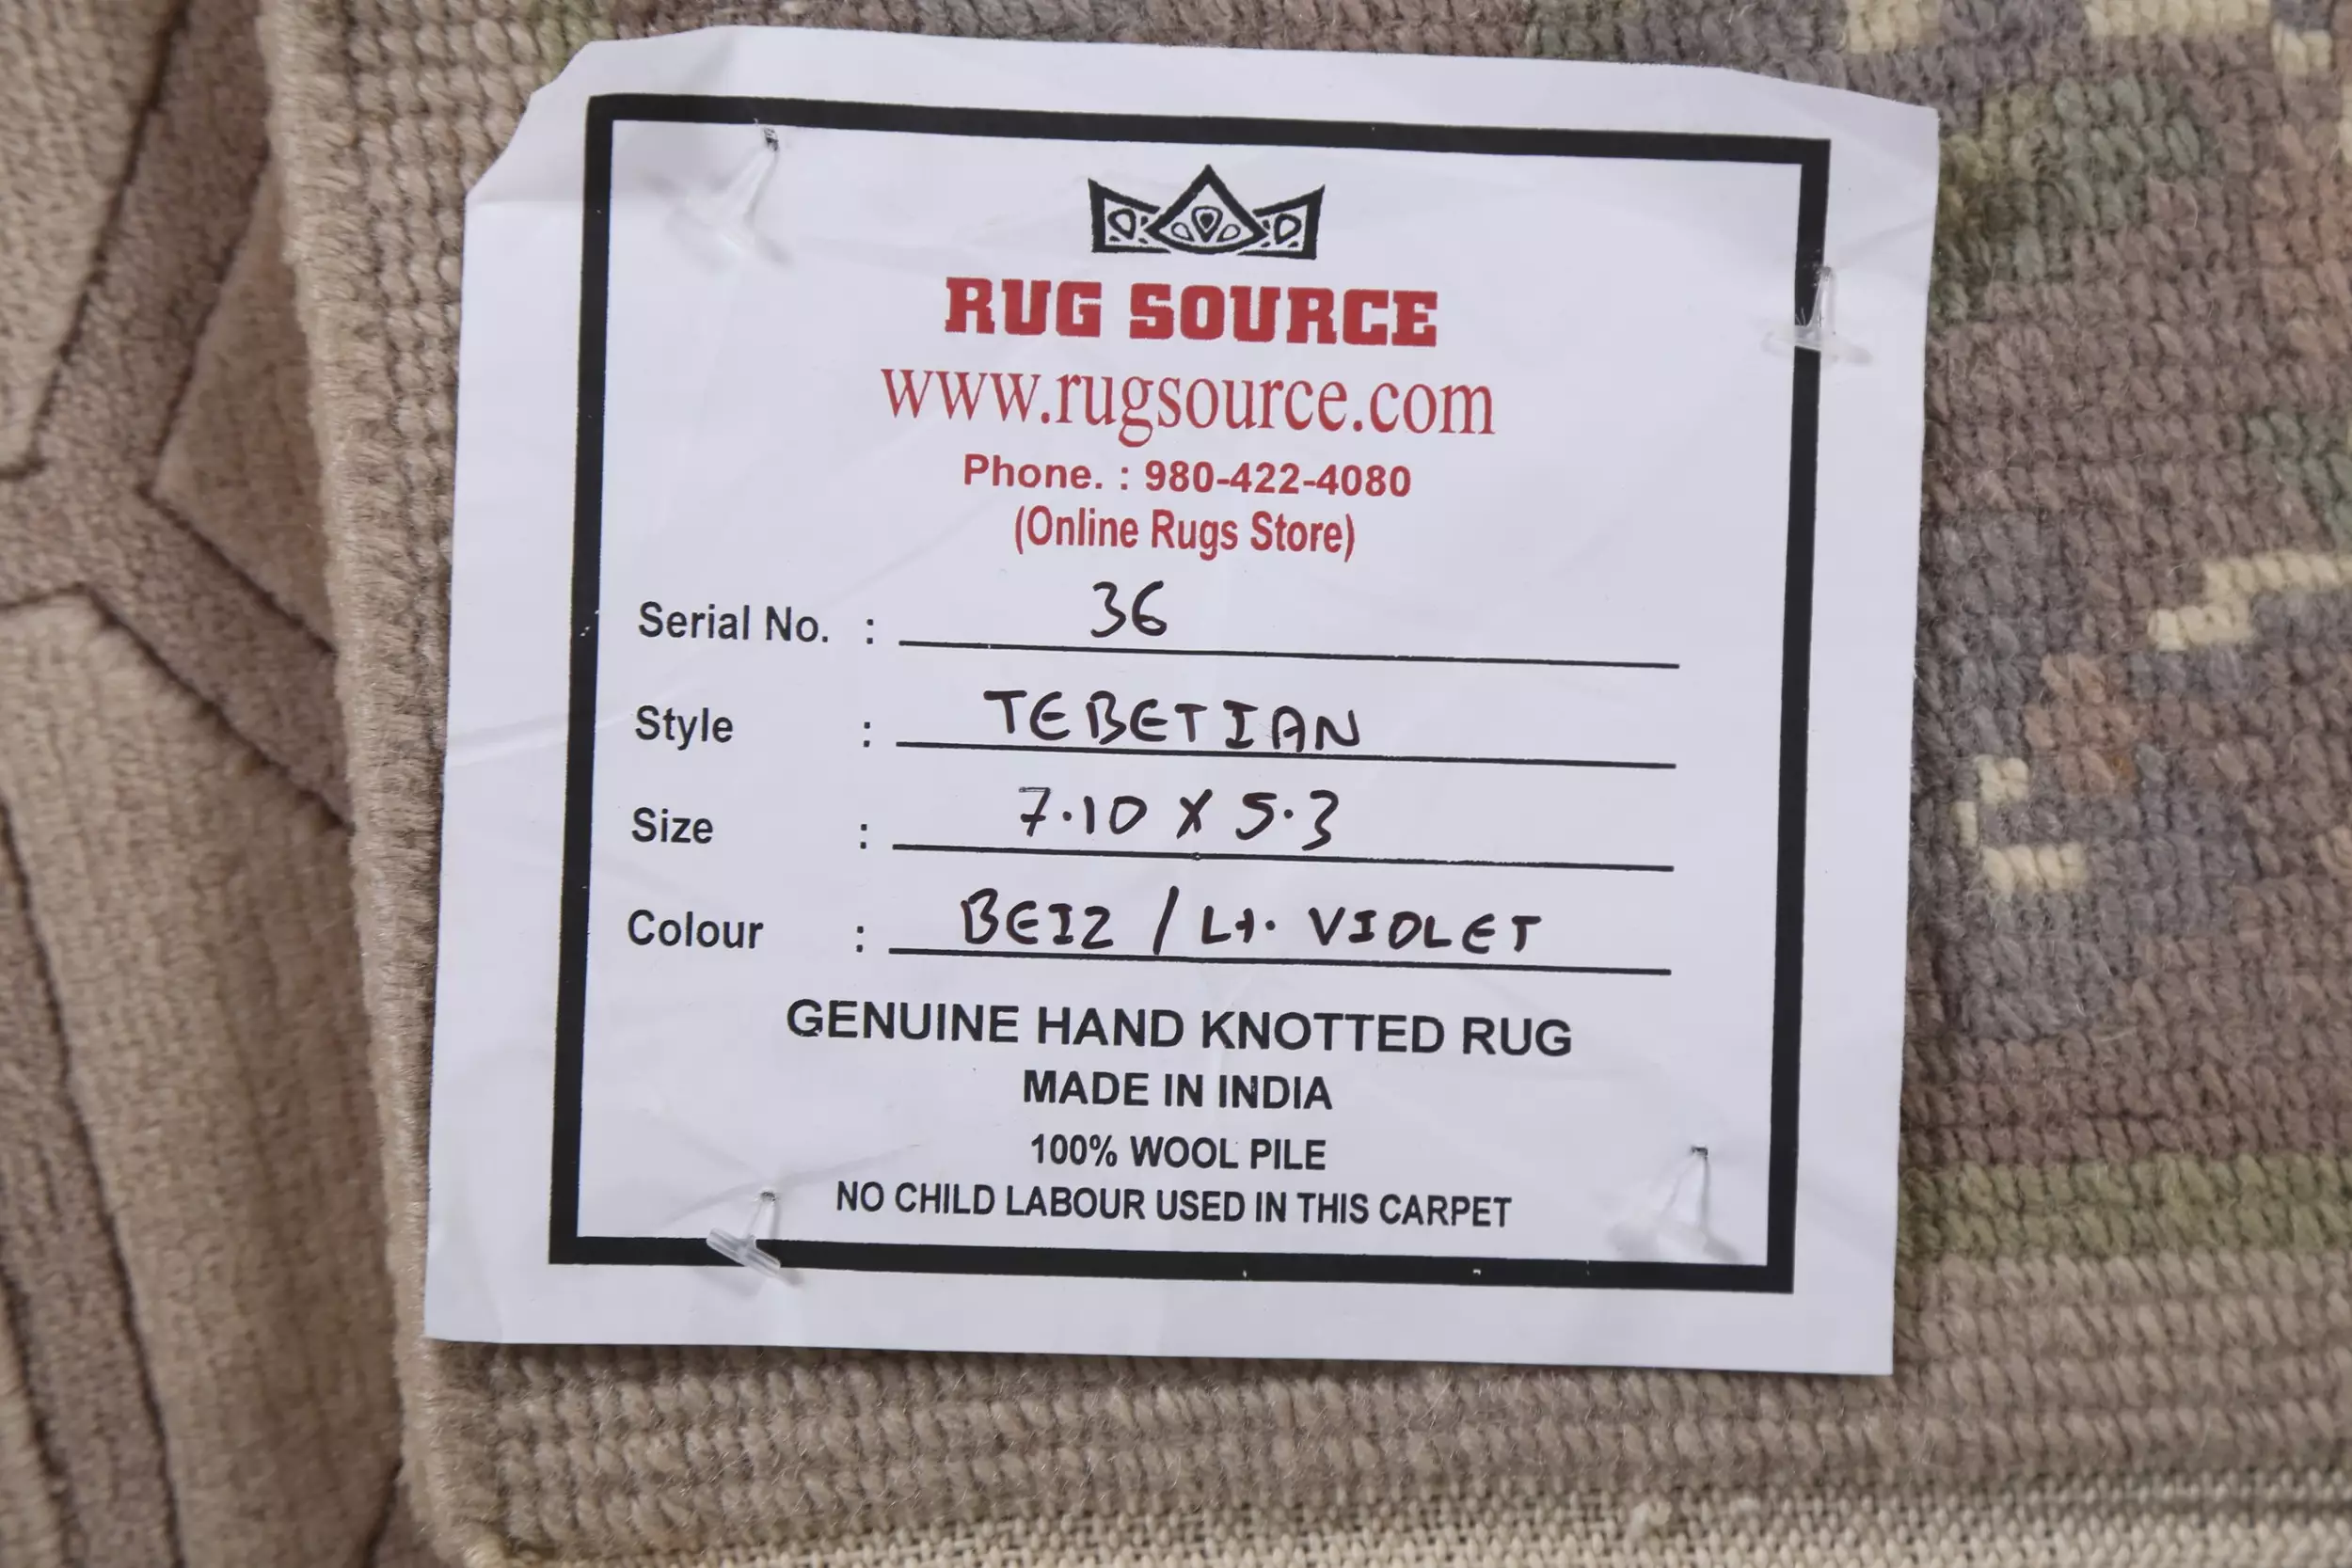 RUG SOURCE
www.rugsource.com
Phone. : 980-422-4080
(Online Rugs Store)
Serial No. : 36
Style : TEBETIAN
Size : 7.10 X 5.3
Colour : BEIZ / Lt. VIOLET
GENUINE HAND KNOTTED RUG
MADE IN INDIA
100% WOOL PILE
NO CHILD LABOUR USED IN THIS CARPET